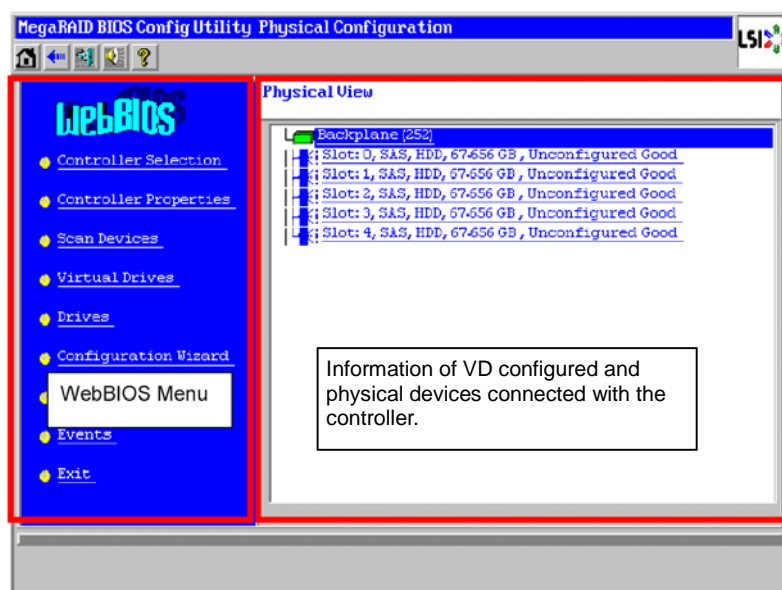 MegaRAID BIOS Config Utility Physical Configuration
LSI
WebBIOS
Controller Selection
Controller Properties
Scan Devices
Virtual Drives
Drives
Configuration Wizard
WebBIOS Menu
Events
Exit
Physical View
Backplane (252)
Slot: 0, SAS, HDD, 67.656 GB, Unconfigured Good
Slot: 1, SAS, HDD, 67.656 GB, Unconfigured Good
Slot: 2, SAS, HDD, 67.656 GB, Unconfigured Good
Slot: 3, SAS, HDD, 67.656 GB, Unconfigured Good
Slot: 4, SAS, HDD, 67.656 GB, Unconfigured Good
Information of VD configured and
physical devices connected with the
controller.